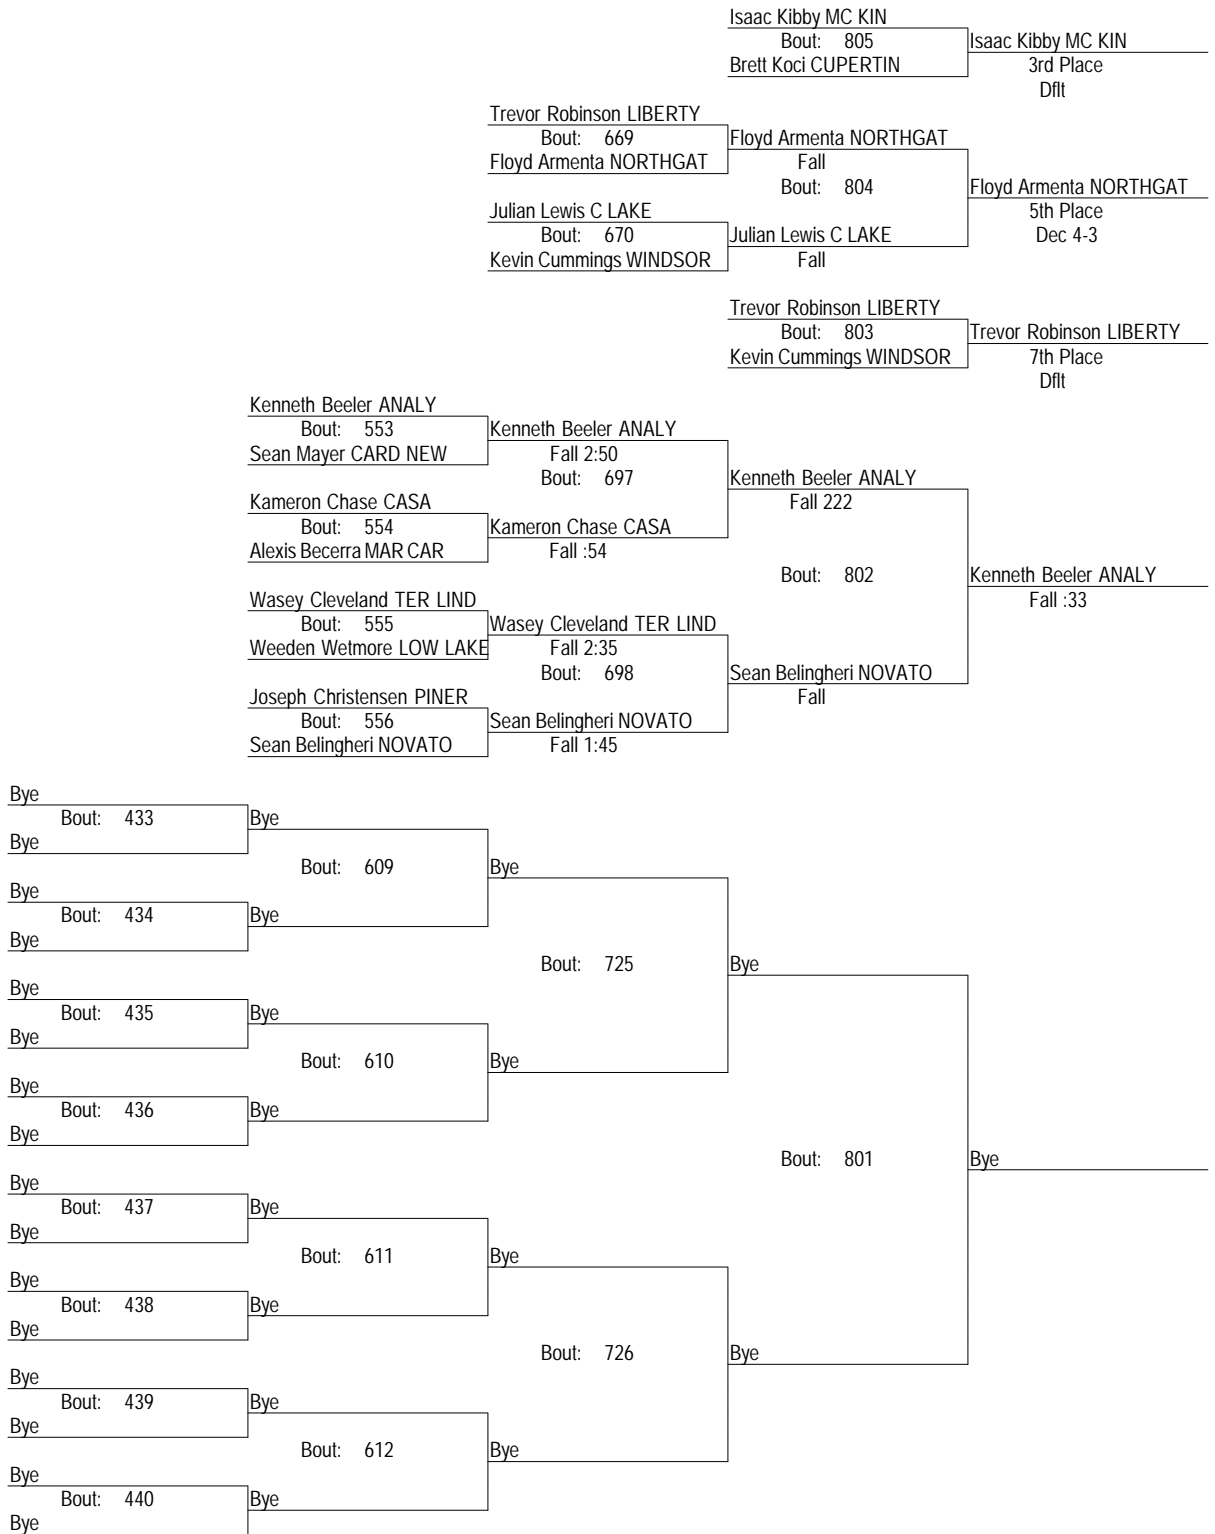 Isaac Kibby MC KIN
Bout: 805
Isaac Kibby MC KIN
Brett Koci CUPERTIN
3rd Place
Dflt
Trevor Robinson LIBERTY
Bout: 669
Floyd Armenta NORTHGAT
Floyd Armenta NORTHGAT
Fall
Bout: 804
Floyd Armenta NORTHGAT
5th Place
Dec 4-3
Julian Lewis C LAKE
Bout: 670
Julian Lewis C LAKE
Kevin Cummings WINDSOR
Fall
Trevor Robinson LIBERTY
Bout: 803
Trevor Robinson LIBERTY
Kevin Cummings WINDSOR
7th Place
Dflt
Kenneth Beeler ANALY
Bout: 553
Kenneth Beeler ANALY
Sean Mayer CARD NEW
Fall 2:50
Bout: 697
Kenneth Beeler ANALY
Fall 222
Kameron Chase CASA
Bout: 554
Kameron Chase CASA
Alexis Becerra MAR CAR
Fall :54
Bout: 802
Kenneth Beeler ANALY
Fall :33
Wasey Cleveland TER LIND
Bout: 555
Wasey Cleveland TER LIND
Weeden Wetmore LOW LAKE
Fall 2:35
Bout: 698
Sean Belingheri NOVATO
Fall
Joseph Christensen PINER
Bout: 556
Sean Belingheri NOVATO
Sean Belingheri NOVATO
Fall 1:45
Bye
Bout: 433
Bye
Bye
Bout: 609
Bye
Bye
Bout: 434
Bye
Bye
Bout: 725
Bye
Bye
Bout: 435
Bye
Bye
Bout: 610
Bye
Bye
Bout: 436
Bye
Bye
Bout: 801
Bye
Bye
Bout: 437
Bye
Bye
Bout: 611
Bye
Bye
Bout: 438
Bye
Bye
Bout: 726
Bye
Bye
Bout: 439
Bye
Bye
Bout: 612
Bye
Bye
Bout: 440
Bye
Bye